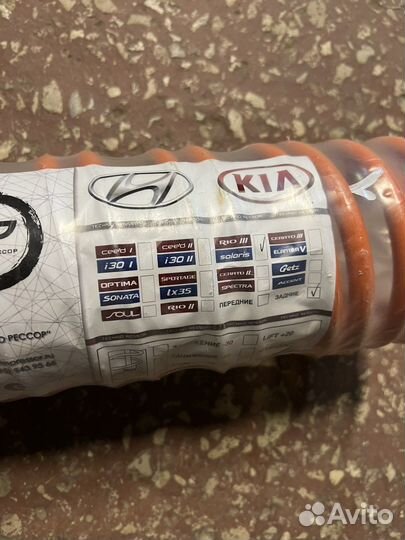 KIA
cee'd I
cee'd II
RIO III
CERATO III
i30 I
i30 II
solaris
ELANTRA V
OPTIMA
SPORTAGE
CERATO II
Getz
SONATA
ix35
SPECTRA
ACCENT
SOUL
RIO II
ПЕРЕДНИЕ
ЗАДНИЕ
О РЕССОР"
-30
LIFT +20
Avito